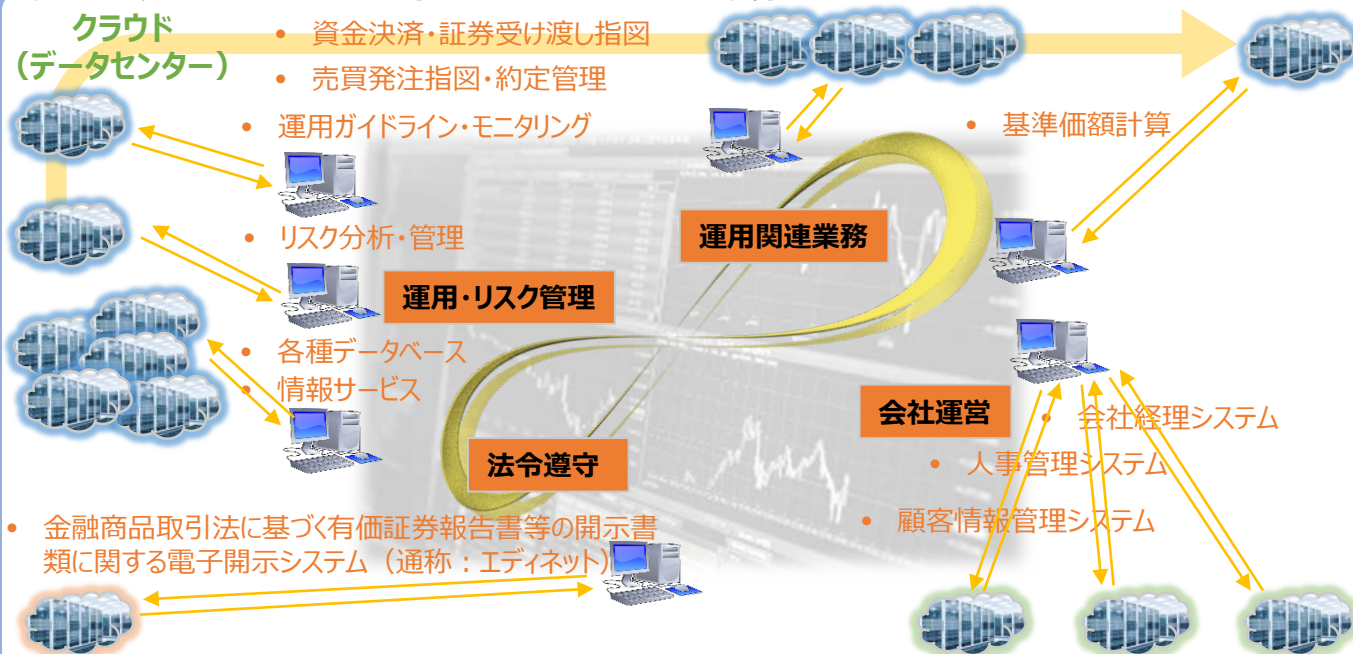 クラウド
（データセンター）
• 資金決済・証券受け渡し指図
• 売買発注指図・約定管理
• 運用ガイドライン・モニタリング
• 基準価額計算
• リスク分析・管理
運用関連業務
運用・リスク管理
• 各種データベース
• 情報サービス
会社運営
• 会社経理システム
法令遵守
• 人事管理システム
• 顧客情報管理システム
• 金融商品取引法に基づく有価証券報告書等の開示書
類に関する電子開示システム（通称：エディネット）